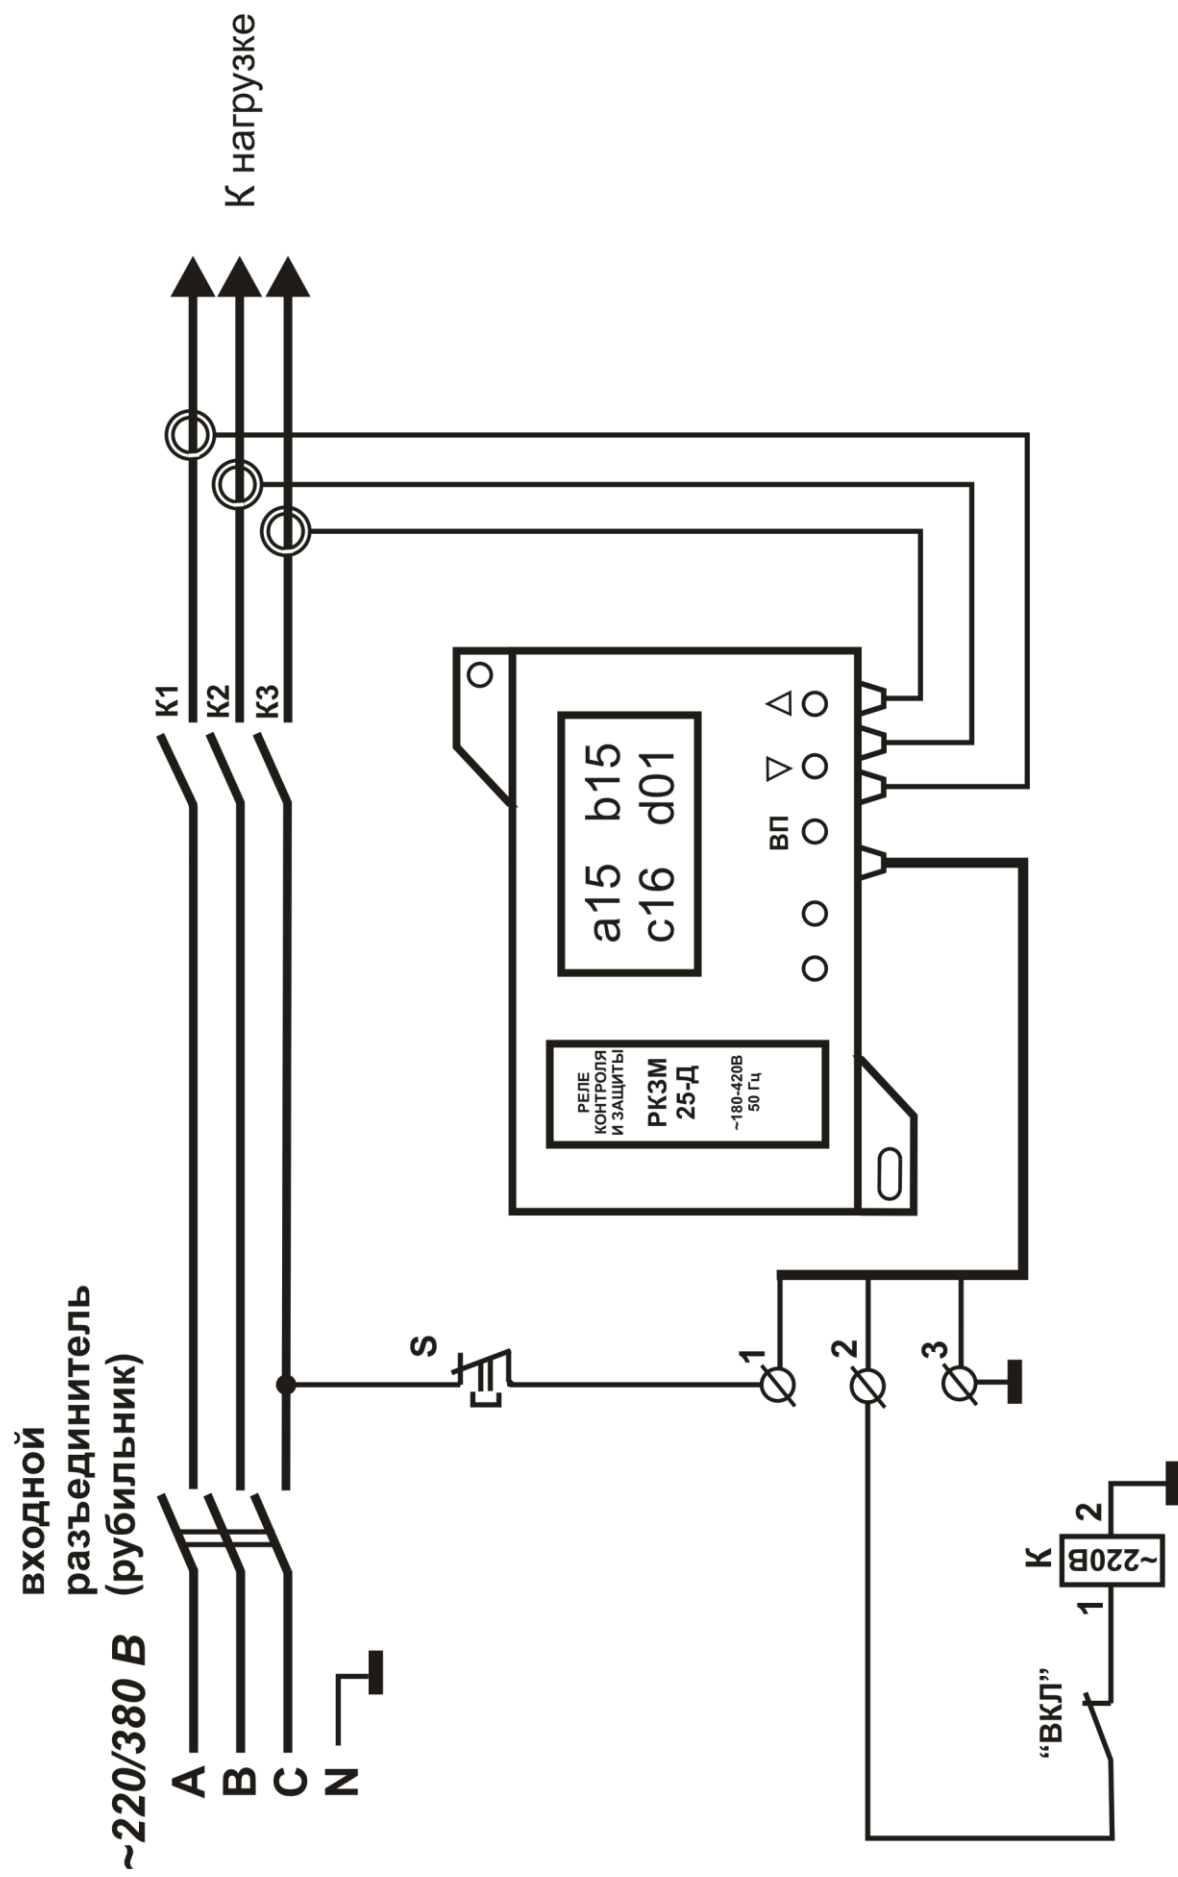 входной
разъединитель
(рубильник)
~220/380 В
A
B
C
N
К1
К2
К3
К нагрузке
S
РЕЛЕ
КОНТРОЛЯ
И ЗАЩИТЫ
РКЗМ
25-Д
~180-420В
50 Гц
a15 b15
c16 d01
ВП
1
2
3
“ВКЛ”
1
К
~220В
2